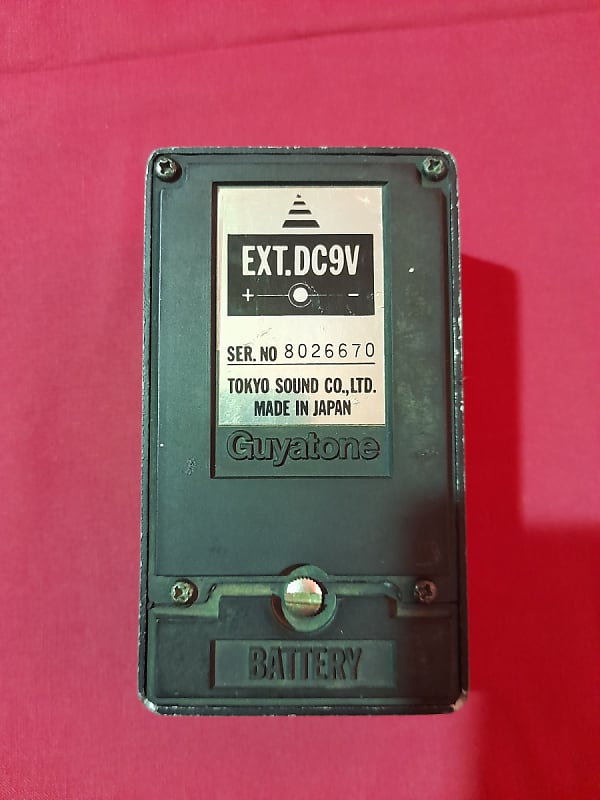 EXT.DC9V
+ -
SER. NO 8026670
TOKYO SOUND CO.,LTD.
MADE IN JAPAN
Guyatone
BATTERY